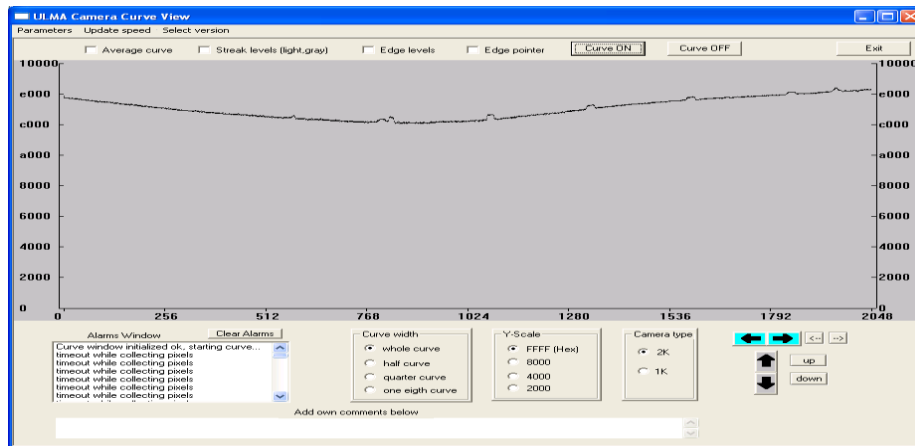 ULMA Camera Curve View
Parameters Update speed Select version
Average curve Streak levels (light,gray) Edge levels Edge pointer Curve ON Curve OFF Exit
10000 10000
e000 e000
c000 c000
a000 a000
8000 8000
6000 6000
4000 4000
2000 2000
0 0
0 256 512 768 1024 1280 1536 1792 2048
Alarms Window Clear Alarms
Curve window initialized ok, starting curve...
timeout while collecting pixels
timeout while collecting pixels
timeout while collecting pixels
timeout while collecting pixels
timeout while collecting pixels
timeout while collecting pixels
Curve width
whole curve
half curve
quarter curve
one eigth curve
Y-Scale
FFFF (Hex)
8000
4000
2000
Camera type
2K
1K
<-- -->
up
down
Add own comments below